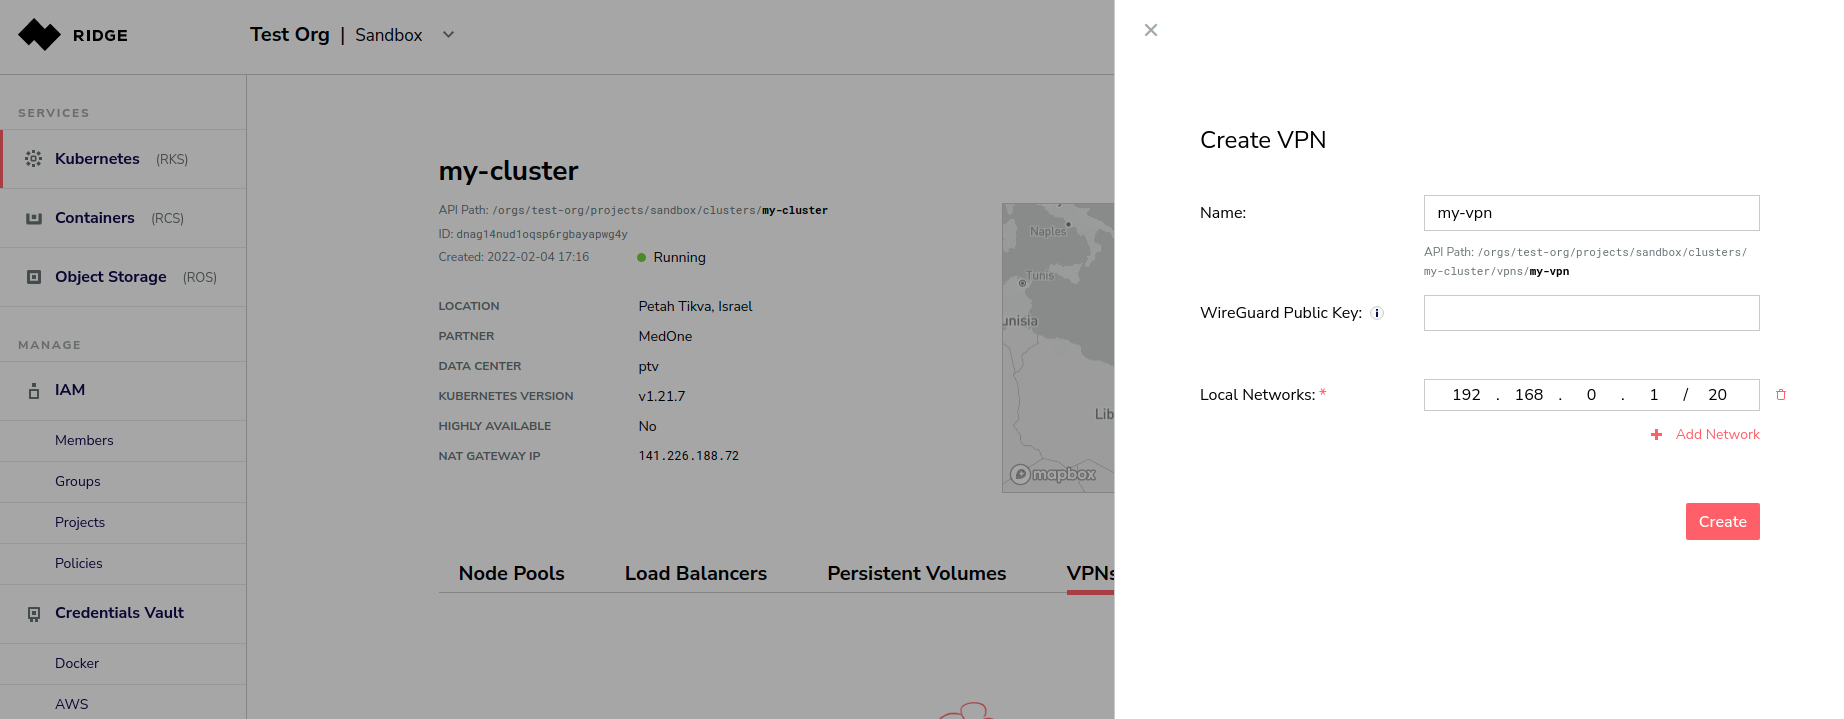 RIDGE
Test Org | Sandbox
SERVICES
Kubernetes (RKS)
Containers (RCS)
Object Storage (ROS)
MANAGE
IAM
Members
Groups
Projects
Policies
Credentials Vault
Docker
AWS
my-cluster
API Path: /orgs/test-org/projects/sandbox/clusters/my-cluster
ID: dnag14nud1oqsp6rgbayapwg4y
Created: 2022-02-04 17:16 Running
LOCATION Petah Tikva, Israel
PARTNER MedOne
DATA CENTER ptv
KUBERNETES VERSION v1.21.7
HIGHLY AVAILABLE No
NAT GATEWAY IP 141.226.188.72
Naples
Tunis
unisia
Lib
mapbox
Node Pools Load Balancers Persistent Volumes VPNs
Create VPN
Name: my-vpn
API Path: /orgs/test-org/projects/sandbox/clusters/
my-cluster/vpns/my-vpn
WireGuard Public Key: i
Local Networks: * 192 . 168 . 0 . 1 / 20
+ Add Network
Create